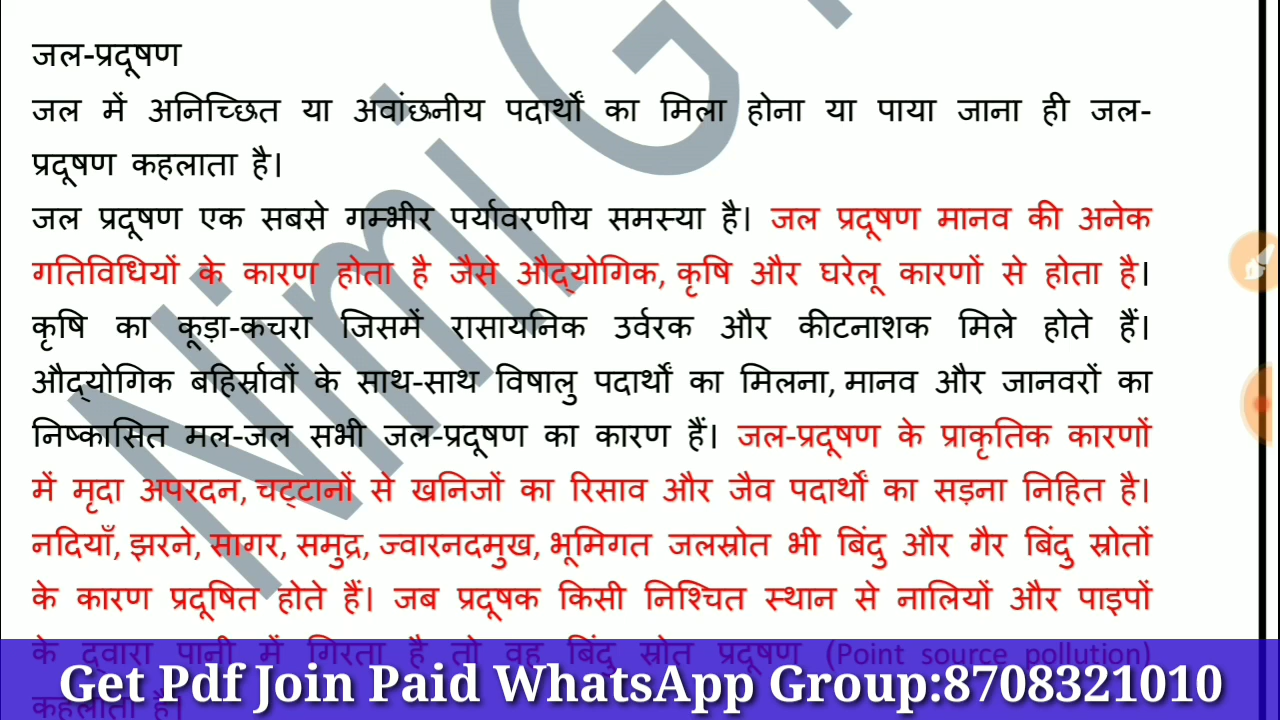 जल-प्रदूषण
जल में अनिच्छित या अवांछनीय पदार्थों का मिला होना या पाया जाना ही जल-
प्रदूषण कहलाता है।
जल प्रदूषण एक सबसे गम्भीर पर्यावरणीय समस्या है। जल प्रदूषण मानव की अनेक
गतिविधियों के कारण होता है जैसे औद्योगिक, कृषि और घरेलू कारणों से होता है।
कृषि का कूड़ा-कचरा जिसमें रासायनिक उर्वरक और कीटनाशक मिले होते हैं।
औद्योगिक बहिर्स्रावों के साथ-साथ विषालु पदार्थों का मिलना, मानव और जानवरों का
निष्कासित मल-जल सभी जल-प्रदूषण का कारण हैं। जल-प्रदूषण के प्राकृतिक कारणों
में मृदा अपरदन, चट्टानों से खनिजों का रिसाव और जैव पदार्थों का सड़ना निहित है।
नदियाँ, झरने, सागर, समुद्र, ज्वारनदमुख, भूमिगत जलस्रोत भी बिंदु और गैर बिंदु स्रोतों
के कारण प्रदूषित होते हैं। जब प्रदूषक किसी निश्चित स्थान से नालियों और पाइपों
के द्वारा पानी में गिरता है तो वह बिंदु स्रोत प्रदूषण (Point source pollution)
कहलाता है।
Get Pdf Join Paid WhatsApp Group:8708321010
Nimi G